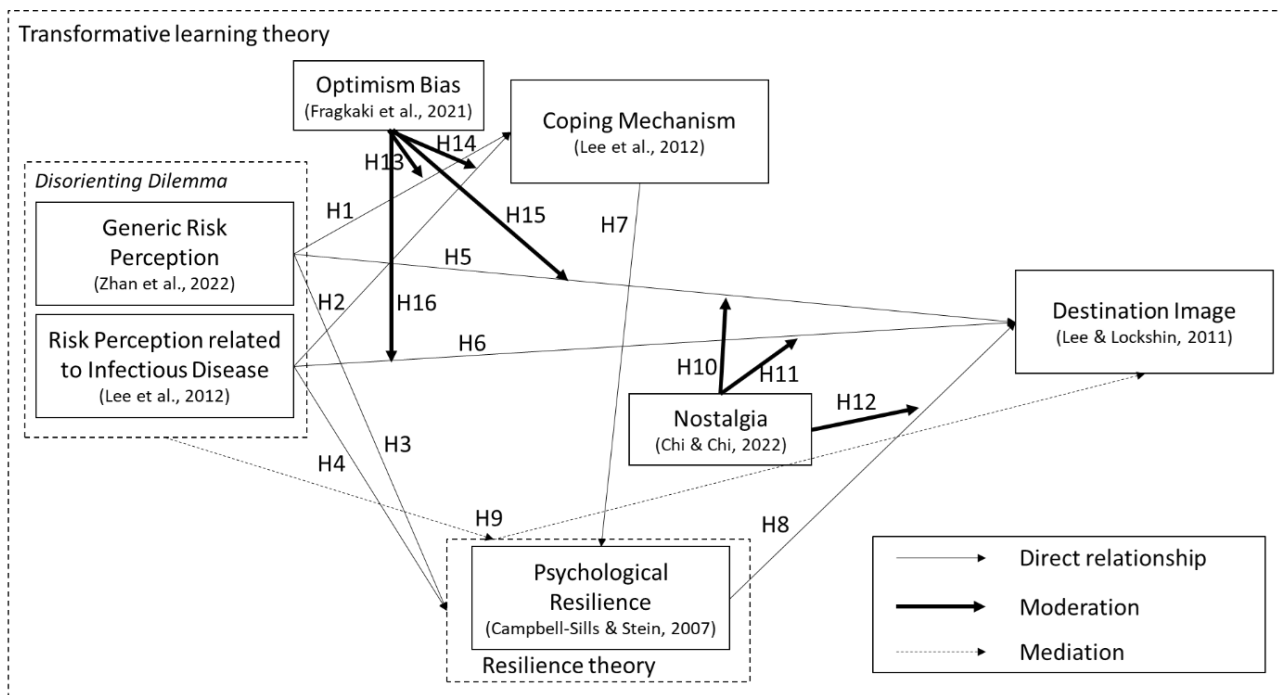 Transformative learning theory
Optimism Bias
(Fragkaki et al., 2021)
Coping Mechanism
(Lee et al., 2012)
H14
H13
Disorienting Dilemma
Generic Risk
Perception
(Zhan et al., 2022)
H1
H15
H7
H5
H2
H16
Risk Perception related
to Infectious Disease
(Lee et al., 2012)
H6
Destination Image
(Lee & Lockshin, 2011)
H10
H11
Nostalgia
(Chi & Chi, 2022)
H12
H3
H4
H9
H8
Psychological
Resilience
(Campbell-Sills & Stein, 2007)
Resilience theory
Direct relationship
Moderation
Mediation